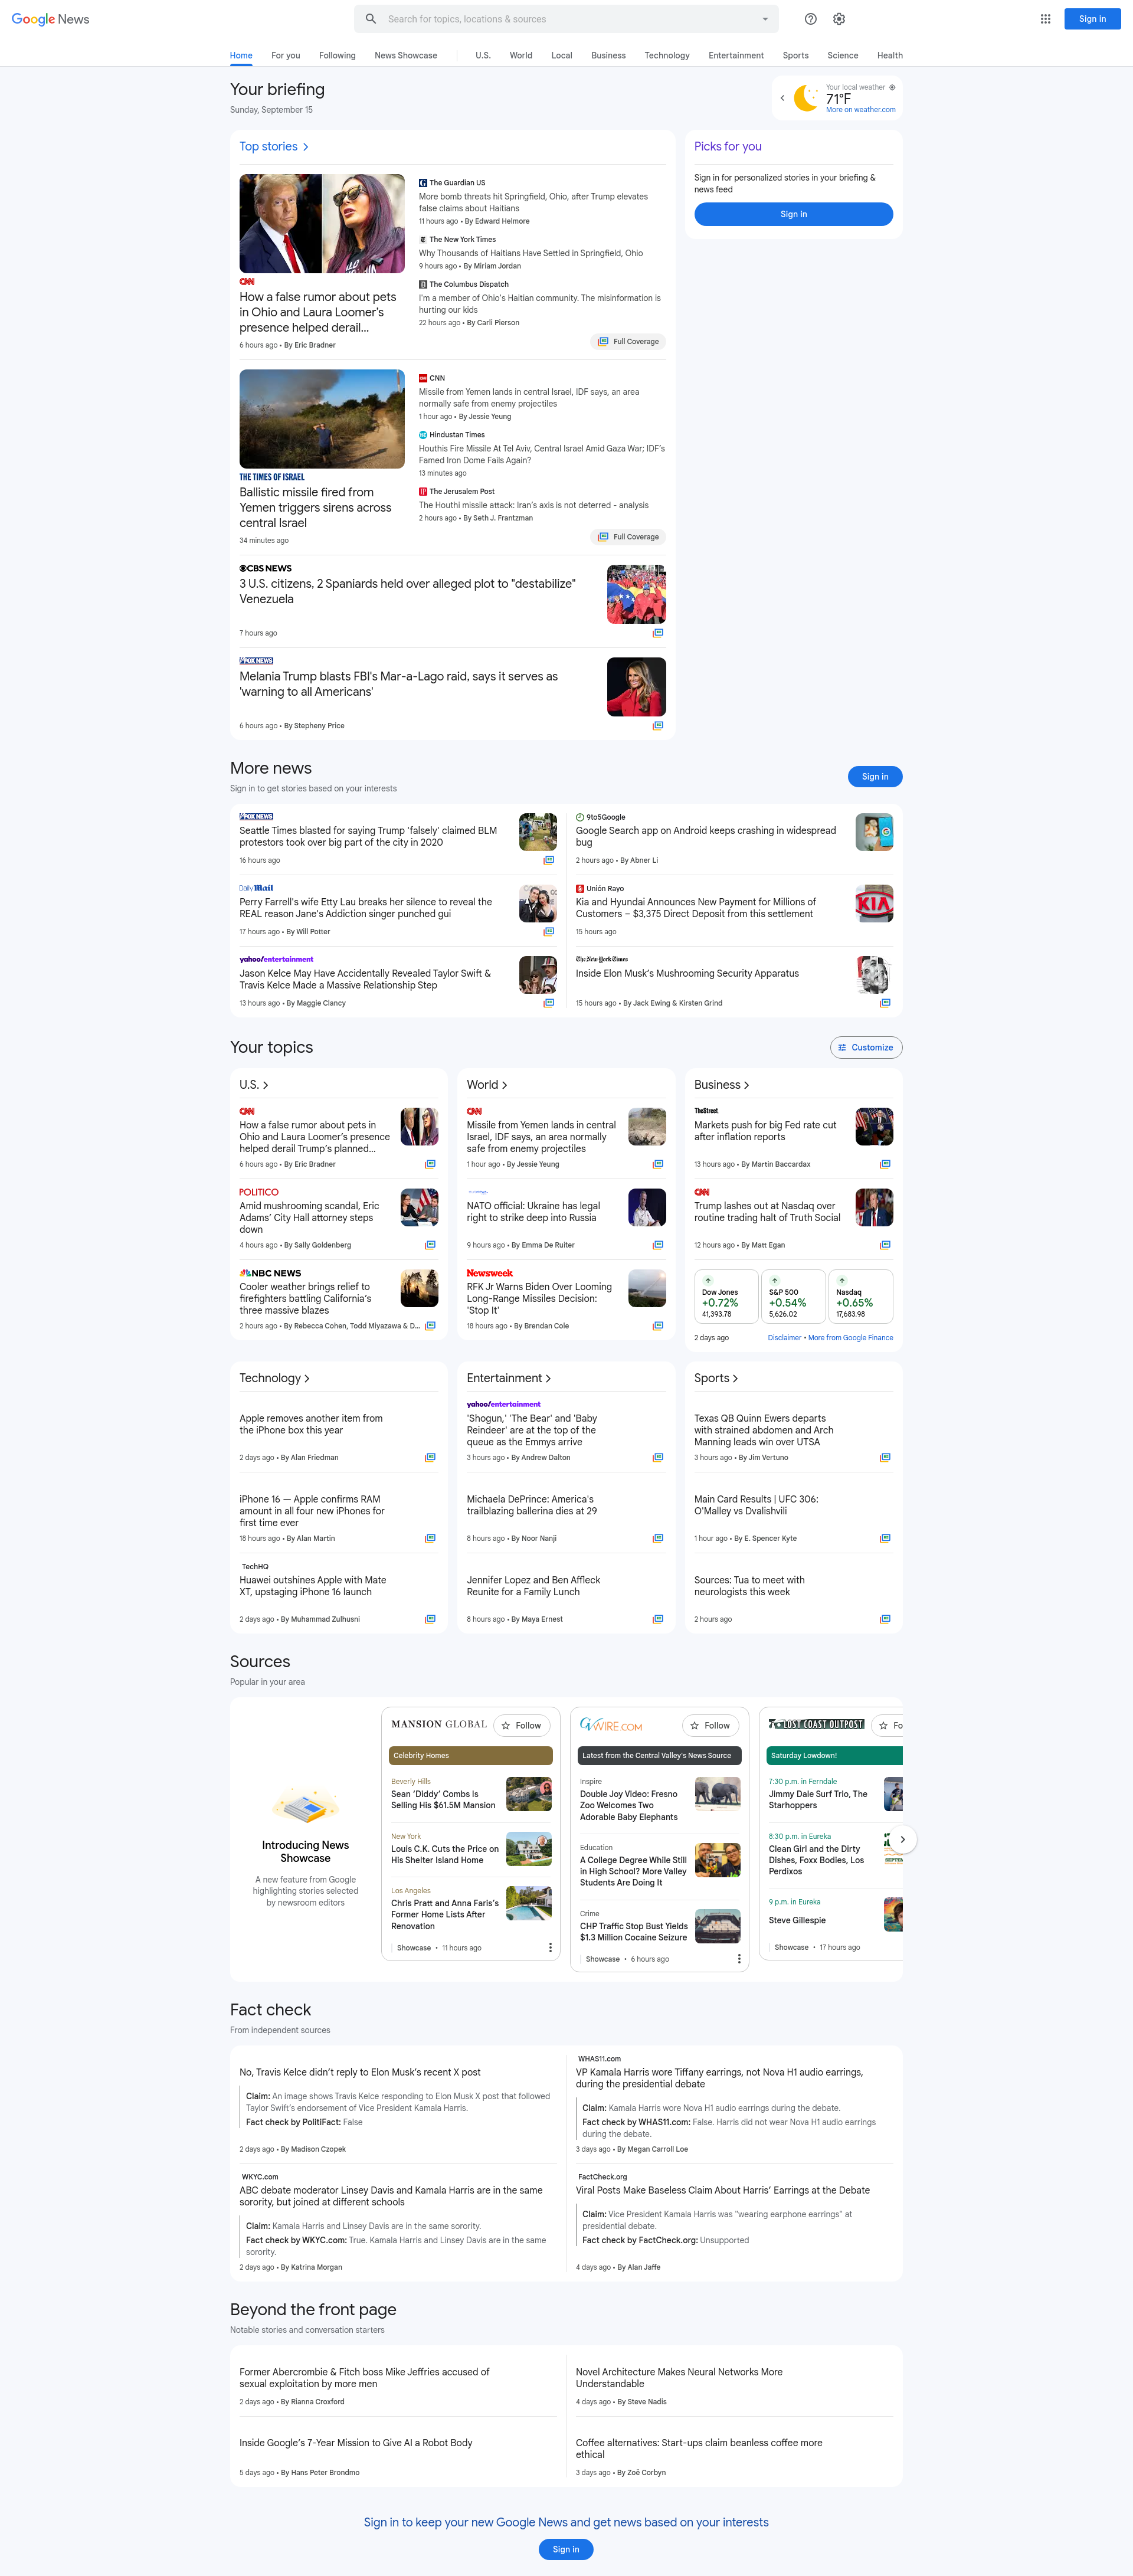 Google News
Search for topics, locations & sources
Sign in
Home
For you
Following
News Showcase
U.S.
World
Local
Business
Technology
Entertainment
Sports
Science
Health
Your briefing
Sunday, September 15
Your local weather
71°F
More on weather.com
Top stories
CNN
How a false rumor about pets
in Ohio and Laura Loomer's
presence helped derail...
6 hours ago • By Eric Bradner
The Guardian US
More bomb threats hit Springfield, Ohio, after Trump elevates
false claims about Haitians
11 hours ago • By Edward Helmore
The New York Times
Why Thousands of Haitians Have Settled in Springfield, Ohio
9 hours ago • By Miriam Jordan
The Columbus Dispatch
I'm a member of Ohio's Haitian community. The misinformation is
hurting our kids
22 hours ago • By Carli Pierson
Full Coverage
THE TIMES OF ISRAEL
Ballistic missile fired from
Yemen triggers sirens across
central Israel
34 minutes ago
CNN
Missile from Yemen lands in central Israel, IDF says, an area
normally safe from enemy projectiles
1 hour ago • By Jessie Yeung
Hindustan Times
Houthis Fire Missile At Tel Aviv, Central Israel Amid Gaza War; IDF's
Famed Iron Dome Fails Again?
13 minutes ago
The Jerusalem Post
The Houthi missile attack: Iran's axis is not deterred - analysis
2 hours ago • By Seth J. Frantzman
Full Coverage
CBS NEWS
3 U.S. citizens, 2 Spaniards held over alleged plot to "destabilize"
Venezuela
7 hours ago
FOX NEWS
Melania Trump blasts FBI's Mar-a-Lago raid, says it serves as
'warning to all Americans'
6 hours ago • By Stepheny Price
Picks for you
Sign in for personalized stories in your briefing &
news feed
Sign in
More news
Sign in to get stories based on your interests
Sign in
FOX NEWS
Seattle Times blasted for saying Trump 'falsely' claimed BLM
protestors took over big part of the city in 2020
16 hours ago
Daily Mail
Perry Farrell's wife Etty Lau breaks her silence to reveal the
REAL reason Jane's Addiction singer punched gui
17 hours ago • By Will Potter
yahoo!entertainment
Jason Kelce May Have Accidentally Revealed Taylor Swift &
Travis Kelce Made a Massive Relationship Step
13 hours ago • By Maggie Clancy
9to5Google
Google Search app on Android keeps crashing in widespread
bug
2 hours ago • By Abner Li
Unión Rayo
Kia and Hyundai Announces New Payment for Millions of
Customers – $3,375 Direct Deposit from this settlement
15 hours ago
KIA
The New York Times
Inside Elon Musk's Mushrooming Security Apparatus
15 hours ago • By Jack Ewing & Kirsten Grind
Your topics
Customize
U.S.
CNN
How a false rumor about pets in
Ohio and Laura Loomer's presence
helped derail Trump's planned...
6 hours ago • By Eric Bradner
POLITICO
Amid mushrooming scandal, Eric
Adams' City Hall attorney steps
down
4 hours ago • By Sally Goldenberg
NBC NEWS
Cooler weather brings relief to
firefighters battling California's
three massive blazes
2 hours ago • By Rebecca Cohen, Todd Miyazawa & D...
World
CNN
Missile from Yemen lands in central
Israel, IDF says, an area normally
safe from enemy projectiles
1 hour ago • By Jessie Yeung
NATO official: Ukraine has legal
right to strike deep into Russia
9 hours ago • By Emma De Ruiter
Newsweek
RFK Jr Warns Biden Over Looming
Long-Range Missiles Decision:
'Stop It'
18 hours ago • By Brendan Cole
Business
TheStreet
Markets push for big Fed rate cut
after inflation reports
13 hours ago • By Martin Baccardax
CNN
Trump lashes out at Nasdaq over
routine trading halt of Truth Social
12 hours ago • By Matt Egan
Dow Jones
+0.72%
41,393.78
S&P 500
+0.54%
5,626.02
Nasdaq
+0.65%
17,683.98
2 days ago
Disclaimer • More from Google Finance
Technology
Apple removes another item from
the iPhone box this year
2 days ago • By Alan Friedman
iPhone 16 — Apple confirms RAM
amount in all four new iPhones for
first time ever
18 hours ago • By Alan Martin
TechHQ
Huawei outshines Apple with Mate
XT, upstaging iPhone 16 launch
2 days ago • By Muhammad Zulhusni
Entertainment
yahoo!entertainment
'Shogun,' 'The Bear' and 'Baby
Reindeer' are at the top of the
queue as the Emmys arrive
3 hours ago • By Andrew Dalton
Michaela DePrince: America's
trailblazing ballerina dies at 29
8 hours ago • By Noor Nanji
Jennifer Lopez and Ben Affleck
Reunite for a Family Lunch
8 hours ago • By Maya Ernest
Sports
Texas QB Quinn Ewers departs
with strained abdomen and Arch
Manning leads win over UTSA
3 hours ago • By Jim Vertuno
Main Card Results | UFC 306:
O'Malley vs Dvalishvili
1 hour ago • By E. Spencer Kyte
Sources: Tua to meet with
neurologists this week
2 hours ago
Sources
Popular in your area
Introducing News
Showcase
A new feature from Google
highlighting stories selected
by newsroom editors
MANSION GLOBAL
Follow
Celebrity Homes
Beverly Hills
Sean 'Diddy' Combs Is
Selling His $61.5M Mansion
New York
Louis C.K. Cuts the Price on
His Shelter Island Home
Los Angeles
Chris Pratt and Anna Faris's
Former Home Lists After
Renovation
Showcase • 11 hours ago
GVWIRE.COM
Follow
Latest from the Central Valley's News Source
Inspire
Double Joy Video: Fresno
Zoo Welcomes Two
Adorable Baby Elephants
Education
A College Degree While Still
in High School? More Valley
Students Are Doing It
Crime
CHP Traffic Stop Bust Yields
$1.3 Million Cocaine Seizure
Showcase • 6 hours ago
LOST COAST OUTPOST
Fo
Saturday Lowdown!
7:30 p.m. in Ferndale
Jimmy Dale Surf Trio, The
Starhoppers
8:30 p.m. in Eureka
Clean Girl and the Dirty
Dishes, Foxx Bodies, Los
Perdixos
9 p.m. in Eureka
Steve Gillespie
Showcase • 17 hours ago
Fact check
From independent sources
No, Travis Kelce didn't reply to Elon Musk's recent X post
Claim: An image shows Travis Kelce responding to Elon Musk X post that followed
Taylor Swift's endorsement of Vice President Kamala Harris.
Fact check by PolitiFact: False
2 days ago • By Madison Czopek
WHAS11.com
VP Kamala Harris wore Tiffany earrings, not Nova H1 audio earrings,
during the presidential debate
Claim: Kamala Harris wore Nova H1 audio earrings during the debate.
Fact check by WHAS11.com: False. Harris did not wear Nova H1 audio earrings
during the debate.
3 days ago • By Megan Carroll Loe
WKYC.com
ABC debate moderator Linsey Davis and Kamala Harris are in the same
sorority, but joined at different schools
Claim: Kamala Harris and Linsey Davis are in the same sorority.
Fact check by WKYC.com: True. Kamala Harris and Linsey Davis are in the same
sorority.
2 days ago • By Katrina Morgan
FactCheck.org
Viral Posts Make Baseless Claim About Harris' Earrings at the Debate
Claim: Vice President Kamala Harris was "wearing earphone earrings" at
presidential debate.
Fact check by FactCheck.org: Unsupported
4 days ago • By Alan Jaffe
Beyond the front page
Notable stories and conversation starters
Former Abercrombie & Fitch boss Mike Jeffries accused of
sexual exploitation by more men
2 days ago • By Rianna Croxford
Novel Architecture Makes Neural Networks More
Understandable
4 days ago • By Steve Nadis
Inside Google's 7-Year Mission to Give AI a Robot Body
5 days ago • By Hans Peter Brondmo
Coffee alternatives: Start-ups claim beanless coffee more
ethical
3 days ago • By Zoë Corbyn
Sign in to keep your new Google News and get news based on your interests
Sign in